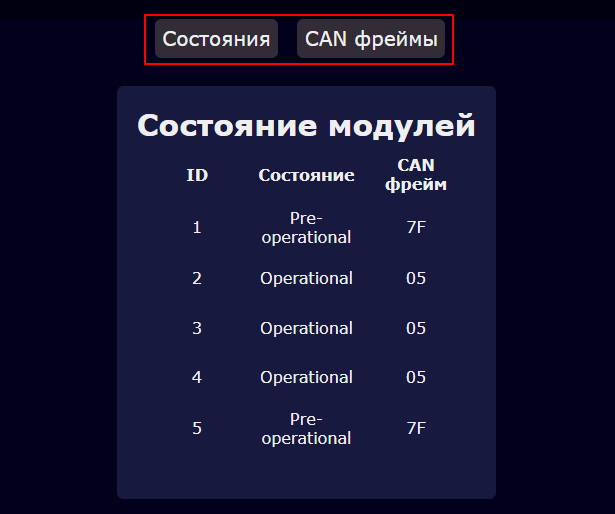 Состояния CAN фреймы
Состояние модулей
ID Состояние CAN фрейм
1 Pre-operational 7F
2 Operational 05
3 Operational 05
4 Operational 05
5 Pre-operational 7F